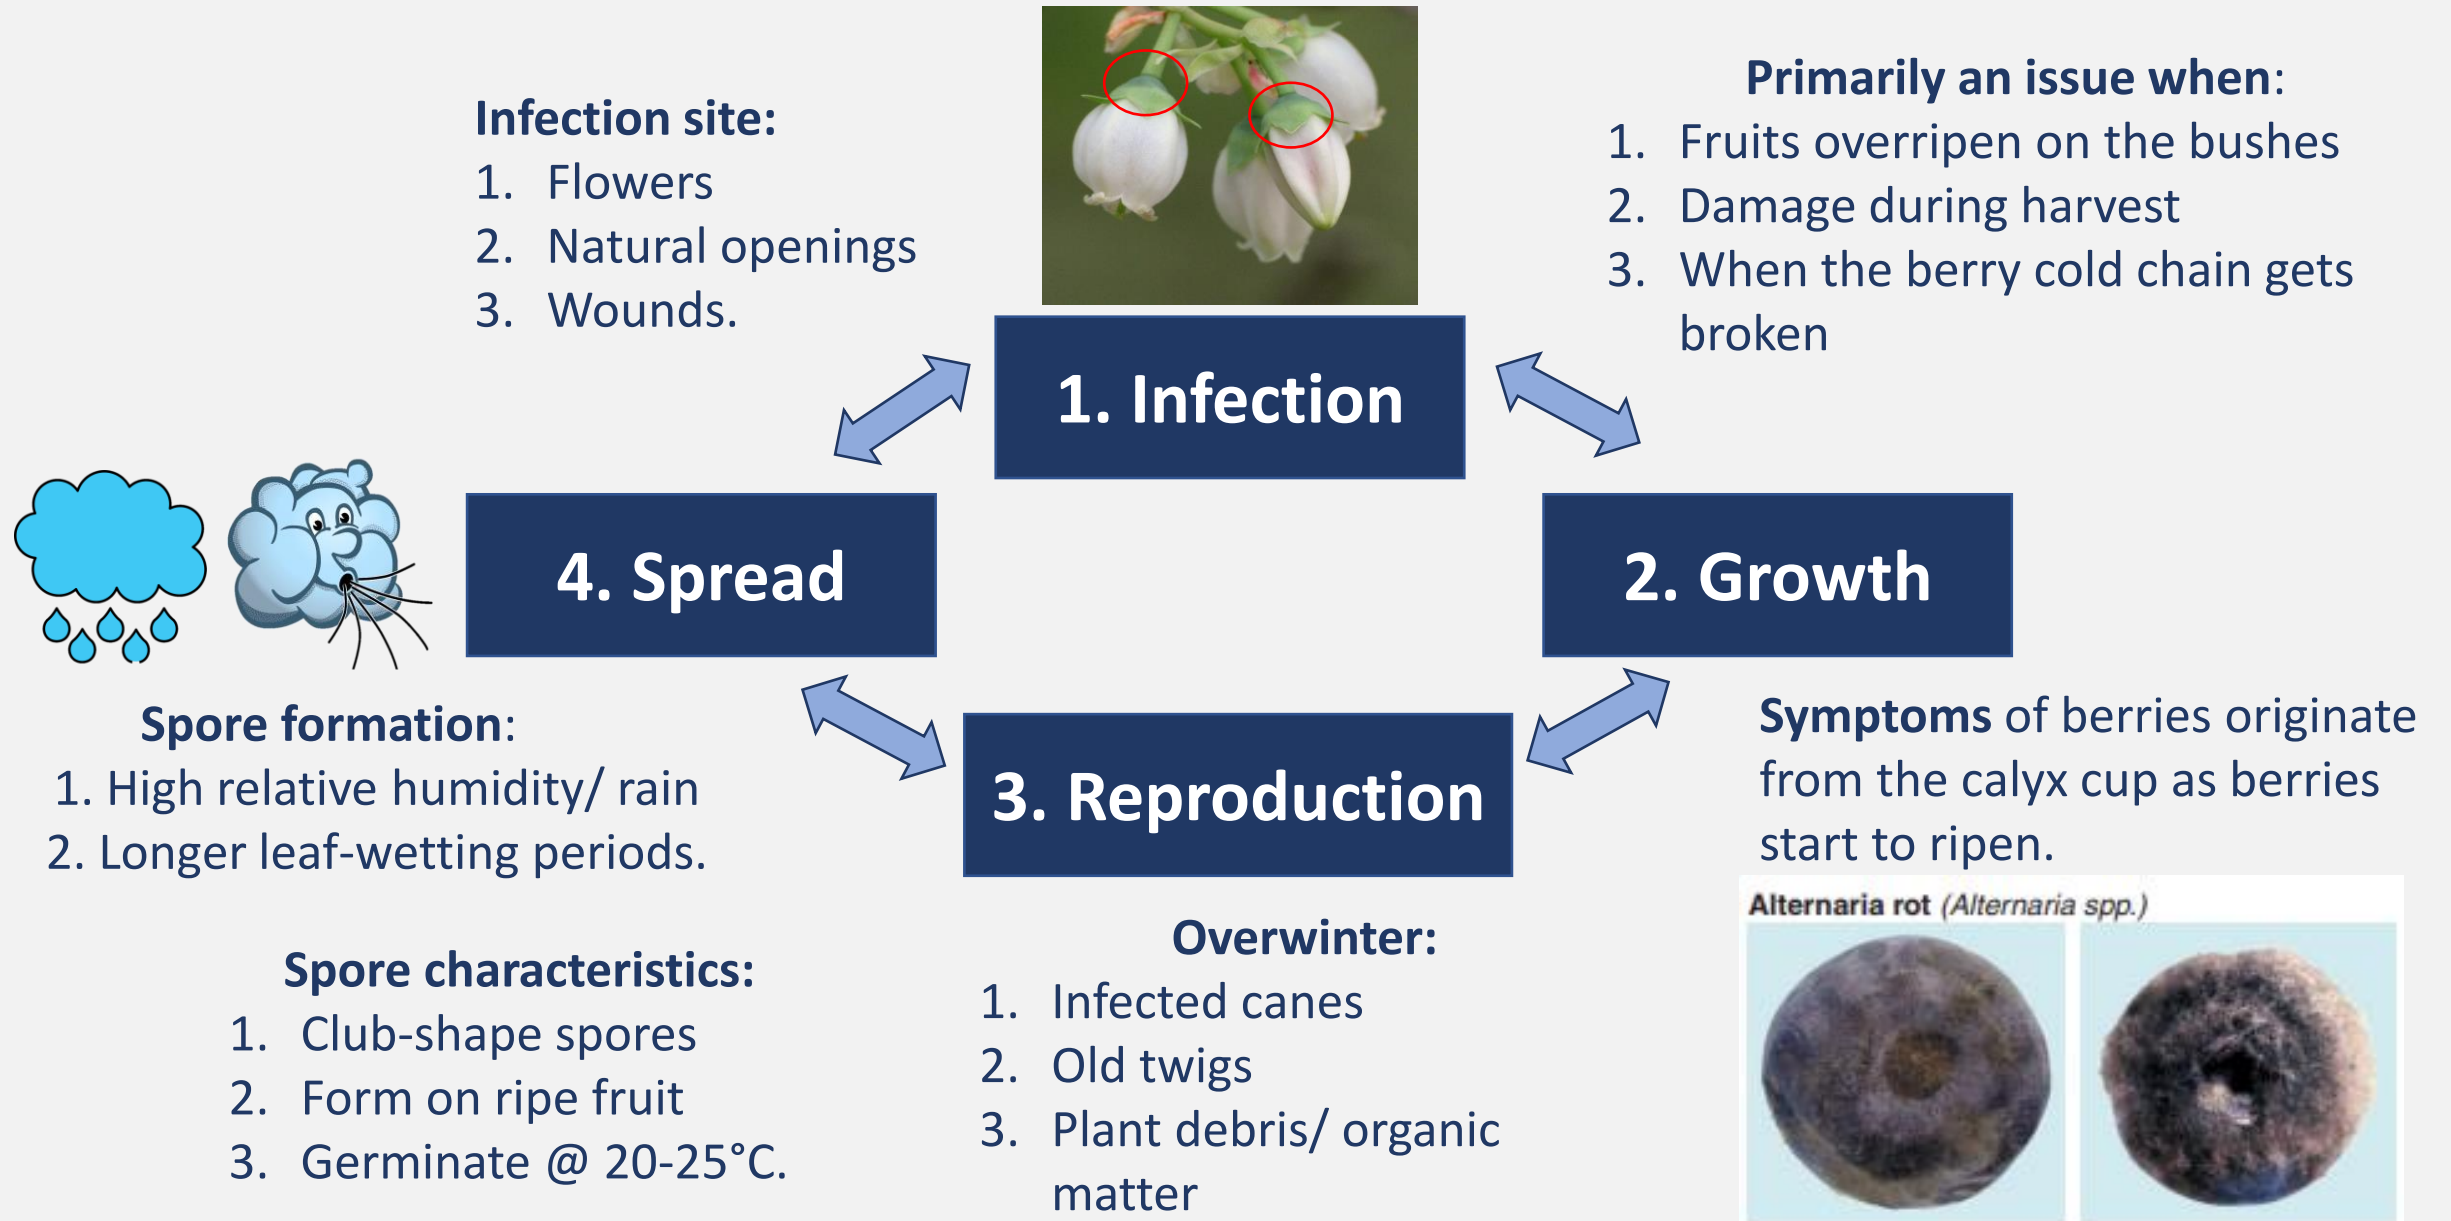 Infection site:
1. Flowers
2. Natural openings
3. Wounds.
Primarily an issue when:
1. Fruits overripen on the bushes
2. Damage during harvest
3. When the berry cold chain gets
broken
1. Infection
4. Spread
2. Growth
3. Reproduction
Spore formation:
1. High relative humidity/ rain
2. Longer leaf-wetting periods.
Spore characteristics:
1. Club-shape spores
2. Form on ripe fruit
3. Germinate @ 20-25°C.
Overwinter:
1. Infected canes
2. Old twigs
3. Plant debris/ organic
matter
Symptoms of berries originate
from the calyx cup as berries
start to ripen.
Alternaria rot (Alternaria spp.)